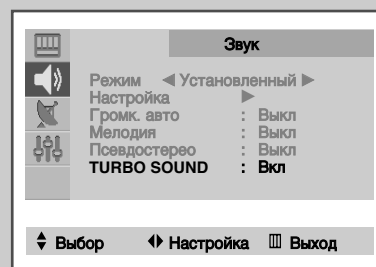 Звук
Режим ◀ Установленный ▶
Настройка ▶
Громк. авто : Выкл
Мелодия : Выкл
Псевдостерео : Выкл
TURBO SOUND : Вкл
Выбор Настройка Выход